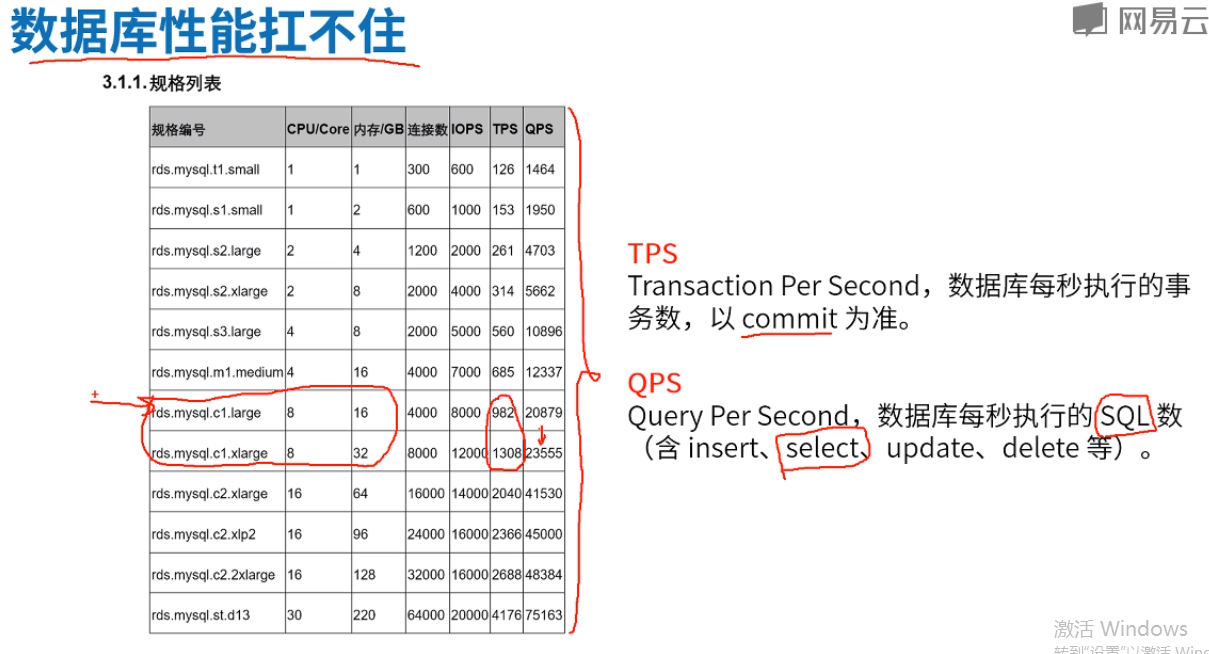 数据库性能扛不住
网易云
3.1.1.规格列表
规格编号 CPU/Core 内存/GB 连接数 IOPS TPS QPS
rds.mysql.t1.small 1 1 300 600 126 1464
rds.mysql.s1.small 1 2 600 1000 153 1950
rds.mysql.s2.large 2 4 1200 2000 261 4703
rds.mysql.s2.xlarge 2 8 2000 4000 314 5662
rds.mysql.s3.large 4 8 2000 5000 560 10896
rds.mysql.m1.medium 4 16 4000 7000 685 12337
rds.mysql.c1.large 8 16 4000 8000 982 20879
rds.mysql.c1.xlarge 8 32 8000 12000 1308 23555
rds.mysql.c2.xlarge 16 64 16000 14000 2040 41530
rds.mysql.c2.xlp2 16 96 24000 16000 2366 45000
rds.mysql.c2.2xlarge 16 128 32000 16000 2688 48384
rds.mysql.st.d13 30 220 64000 20000 4176 75163
TPS
Transaction Per Second，数据库每秒执行的事
务数，以 commit 为准。
QPS
Query Per Second，数据库每秒执行的 SQL 数
（含 insert、select、update、delete 等）。
激活 Windows
转到"设置"以激活 Wind